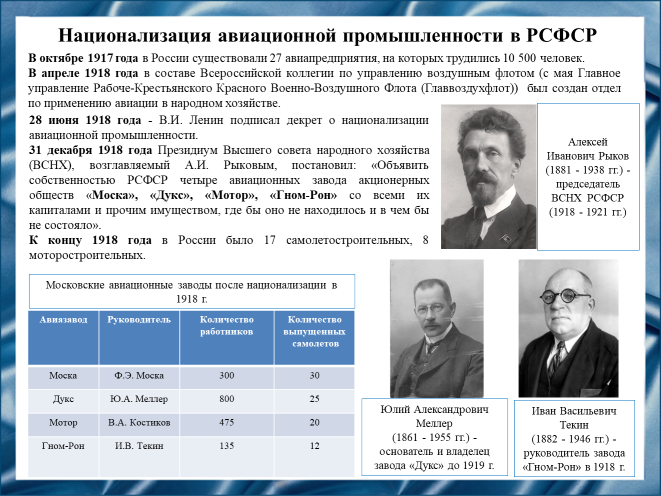 Национализация авиационной промышленности в РСФСР
В октябре 1917 года в России существовали 27 авиапредприятия, на которых трудились 10 500 человек.
В апреле 1918 года в составе Всероссийской коллегии по управлению воздушным флотом (с мая Главное
управление Рабоче-Крестьянского Красного Военно-Воздушного Флота (Главвоздухфлот)) был создан отдел
по применению авиации в народном хозяйстве.
28 июня 1918 года - В.И. Ленин подписал декрет о национализации
авиационной промышленности.
31 декабря 1918 года Президиум Высшего совета народного хозяйства
(ВСНХ), возглавляемый А.И. Рыковым, постановил: «Объявить
собственностью РСФСР четыре авиационных завода акционерных
обществ «Моска», «Дукс», «Мотор», «Гном-Рон» со всеми их
капиталами и прочим имуществом, где бы оно не находилось и в чем бы
не состояло».
К концу 1918 года в России было 17 самолетостроительных, 8
моторостроительных.
Алексей
Иванович Рыков
(1881 - 1938 гг.) -
председатель
ВСНХ РСФСР
(1918 - 1921 гг.)
Московские авиационные заводы после национализации в
1918 г.
Авиазавод Руководитель Количество работников Количество выпущенных самолетов
Моска Ф.Э. Моска 300 30
Дукс Ю.А. Меллер 800 25
Мотор В.А. Костиков 475 20
Гном-Рон И.В. Текин 135 12
Юлий Александрович
Меллер
(1861 - 1955 гг.) -
основатель и владелец
завода «Дукс» до 1919 г.
Иван Васильевич
Текин
(1882 - 1946 гг.) -
руководитель завода
«Гном-Рон» в 1918 г.